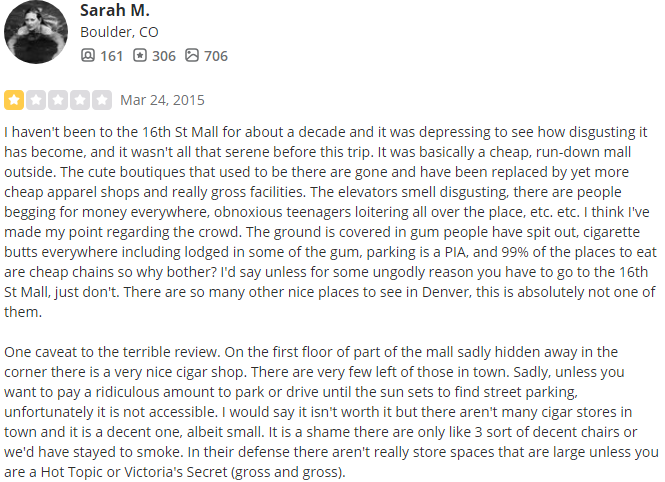 Sarah M.
Boulder, CO
161 306 706
Mar 24, 2015
I haven't been to the 16th St Mall for about a decade and it was depressing to see how disgusting it
has become, and it wasn't all that serene before this trip. It was basically a cheap, run-down mall
outside. The cute boutiques that used to be there are gone and have been replaced by yet more
cheap apparel shops and really gross facilities. The elevators smell disgusting, there are people
begging for money everywhere, obnoxious teenagers loitering all over the place, etc. etc. I think I've
made my point regarding the crowd. The ground is covered in gum people have spit out, cigarette
butts everywhere including lodged in some of the gum, parking is a PIA, and 99% of the places to eat
are cheap chains so why bother? I'd say unless for some ungodly reason you have to go to the 16th
St Mall, just don't. There are so many other nice places to see in Denver, this is absolutely not one of
them.
One caveat to the terrible review. On the first floor of part of the mall sadly hidden away in the
corner there is a very nice cigar shop. There are very few left of those in town. Sadly, unless you
want to pay a ridiculous amount to park or drive until the sun sets to find street parking,
unfortunately it is not accessible. I would say it isn't worth it but there aren't many cigar stores in
town and it is a decent one, albeit small. It is a shame there are only like 3 sort of decent chairs or
we'd have stayed to smoke. In their defense there aren't really store spaces that are large unless you
are a Hot Topic or Victoria's Secret (gross and gross).